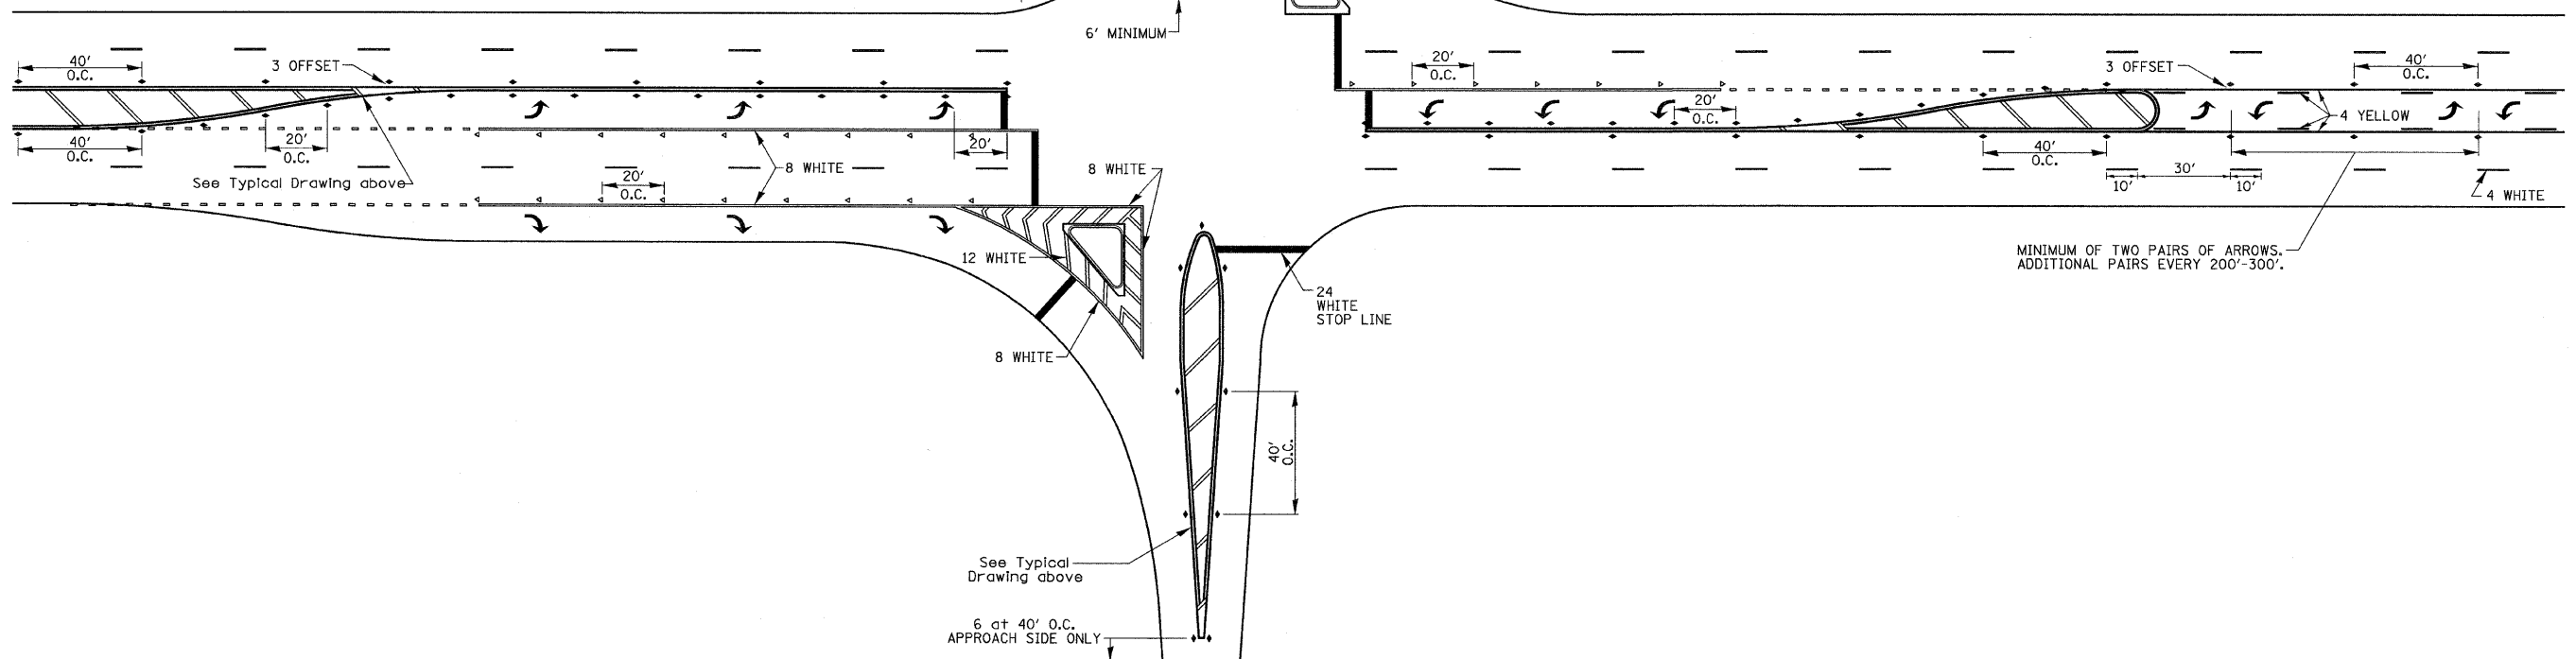 6' MINIMUM
40'
O.C.
3 OFFSET
20'
O.C.
3 OFFSET
40'
O.C.
20'
O.C.
4 YELLOW
40'
O.C.
20'
O.C.
20'
40'
O.C.
See Typical Drawing above
20'
O.C.
8 WHITE
8 WHITE
10'
30'
10'
4 WHITE
12 WHITE
MINIMUM OF TWO PAIRS OF ARROWS.
ADDITIONAL PAIRS EVERY 200'-300'.
24
WHITE
STOP LINE
8 WHITE
40'
O.C.
See Typical
Drawing above
6 at 40' O.C.
APPROACH SIDE ONLY